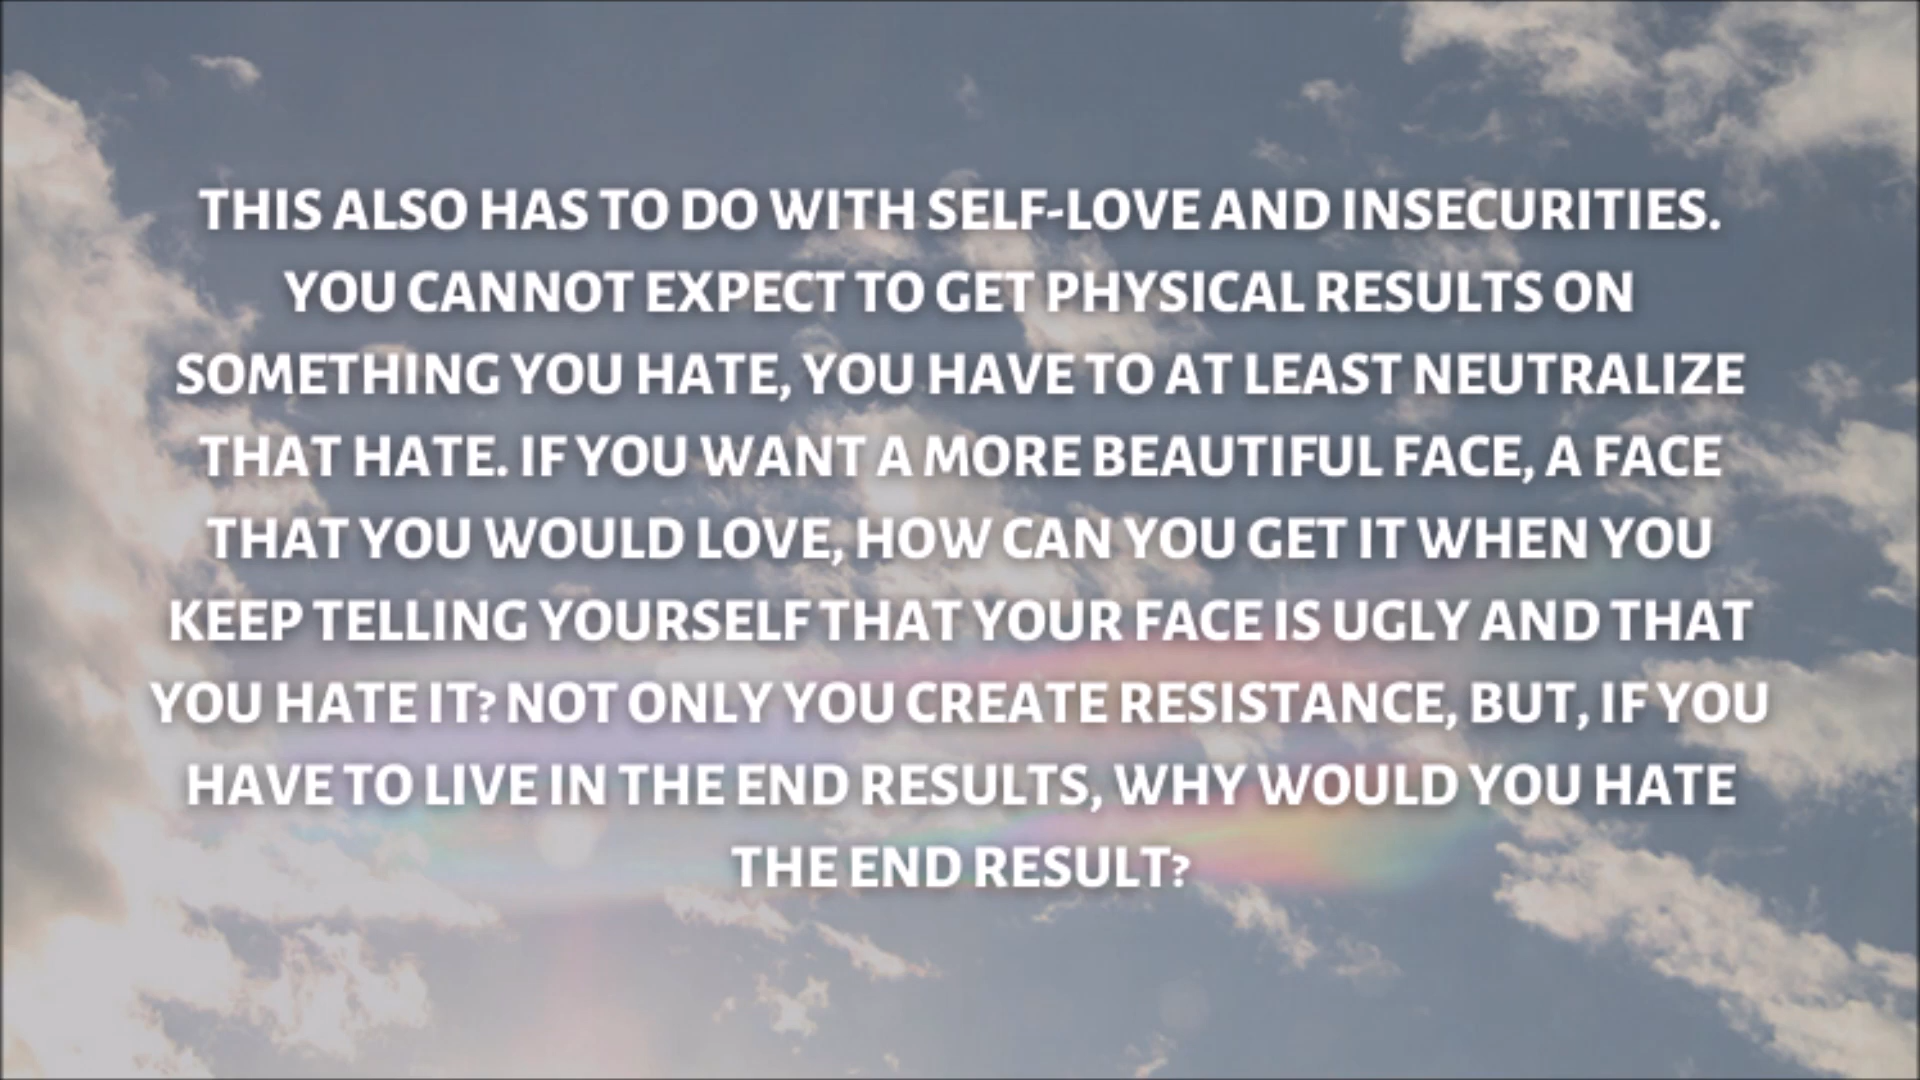 THIS ALSO HAS TO DO WITH SELF-LOVE AND INSECURITIES.
YOU CANNOT EXPECT TO GET PHYSICAL RESULTS ON
SOMETHING YOU HATE, YOU HAVE TO AT LEAST NEUTRALIZE
THAT HATE. IF YOU WANT A MORE BEAUTIFUL FACE, A FACE
THAT YOU WOULD LOVE, HOW CAN YOU GET IT WHEN YOU
KEEP TELLING YOURSELF THAT YOUR FACE IS UGLY AND THAT
YOU HATE IT? NOT ONLY YOU CREATE RESISTANCE, BUT, IF YOU
HAVE TO LIVE IN THE END RESULTS, WHY WOULD YOU HATE
THE END RESULT?